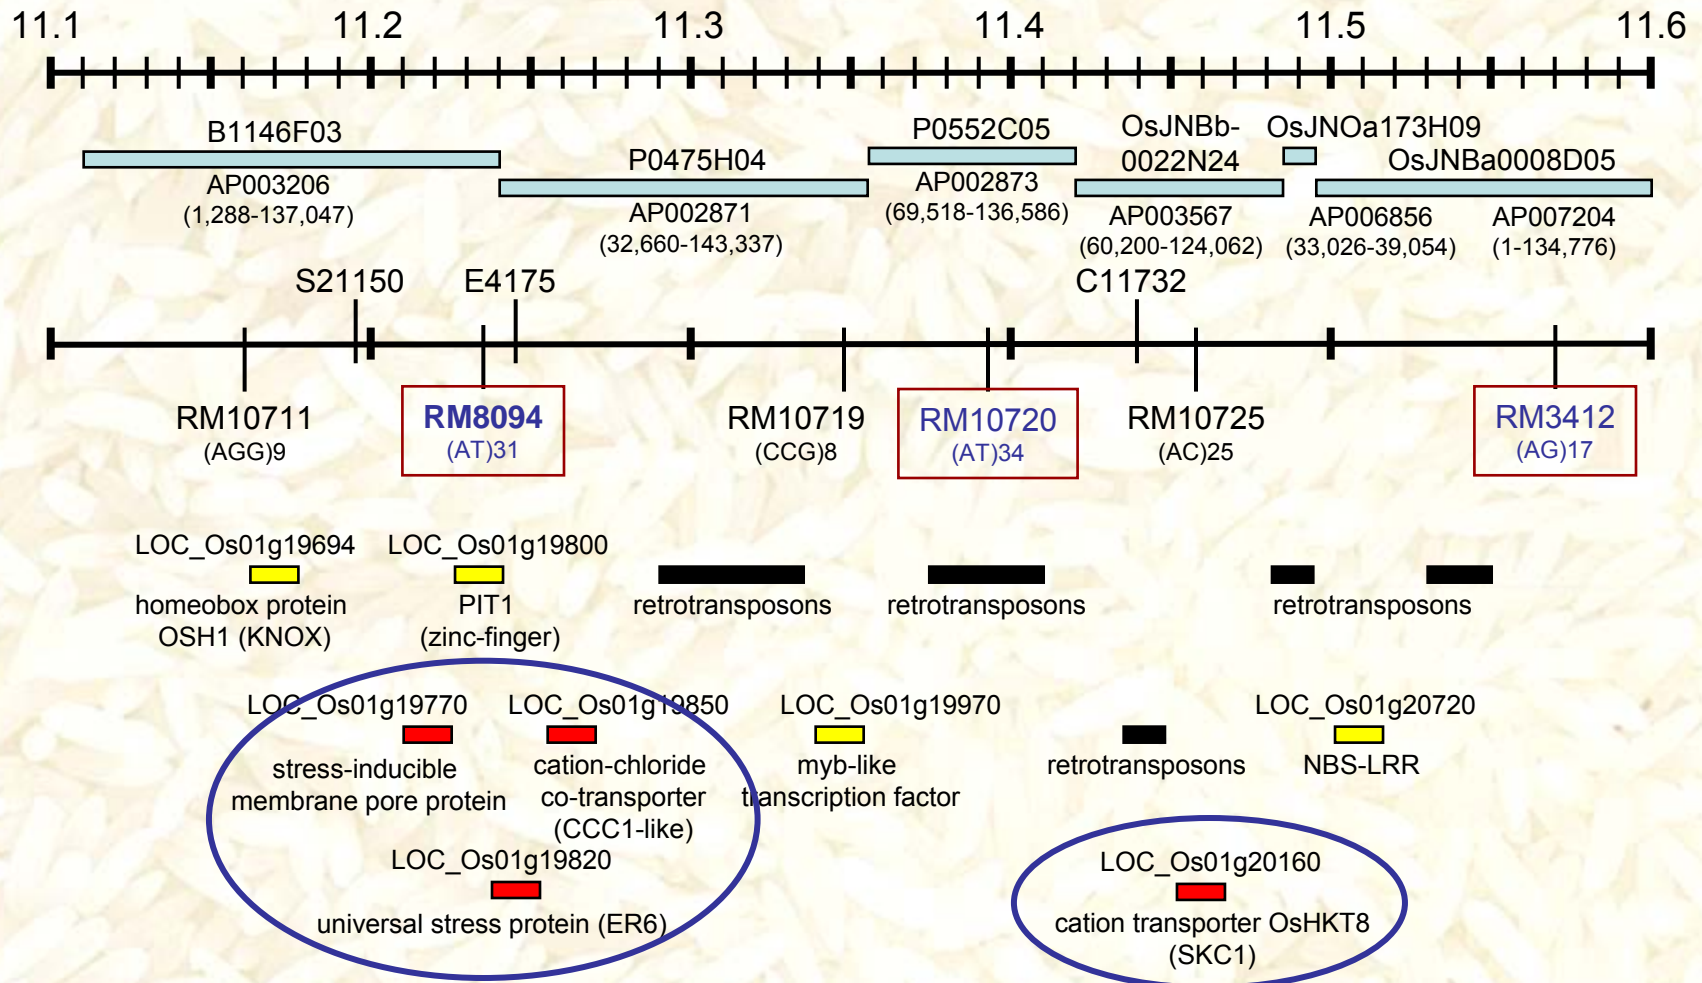 11.1 11.2 11.3 11.4 11.5 11.6
B1146F03
AP003206
(1,288-137,047)
P0475H04
AP002871
(32,660-143,337)
P0552C05
AP002873
(69,518-136,586)
OsJNBb-
0022N24
AP003567
(60,200-124,062)
OsJNOa173H09
AP006856
(33,026-39,054)
OsJNBa0008D05
AP007204
(1-134,776)
S21150 E4175 C11732
RM10711
(AGG)9
RM8094
(AT)31
RM10719
(CCG)8
RM10720
(AT)34
RM10725
(AC)25
RM3412
(AG)17
LOC_Os01g19694
homeobox protein
OSH1 (KNOX)
LOC_Os01g19800
PIT1
(zinc-finger)
retrotransposons
retrotransposons
retrotransposons
LOC_Os01g19770
stress-inducible
membrane pore protein
LOC_Os01g19850
cation-chloride
co-transporter
(CCC1-like)
LOC_Os01g19970
myb-like
transcription factor
retrotransposons
LOC_Os01g20720
NBS-LRR
LOC_Os01g19820
universal stress protein (ER6)
LOC_Os01g20160
cation transporter OsHKT8
(SKC1)